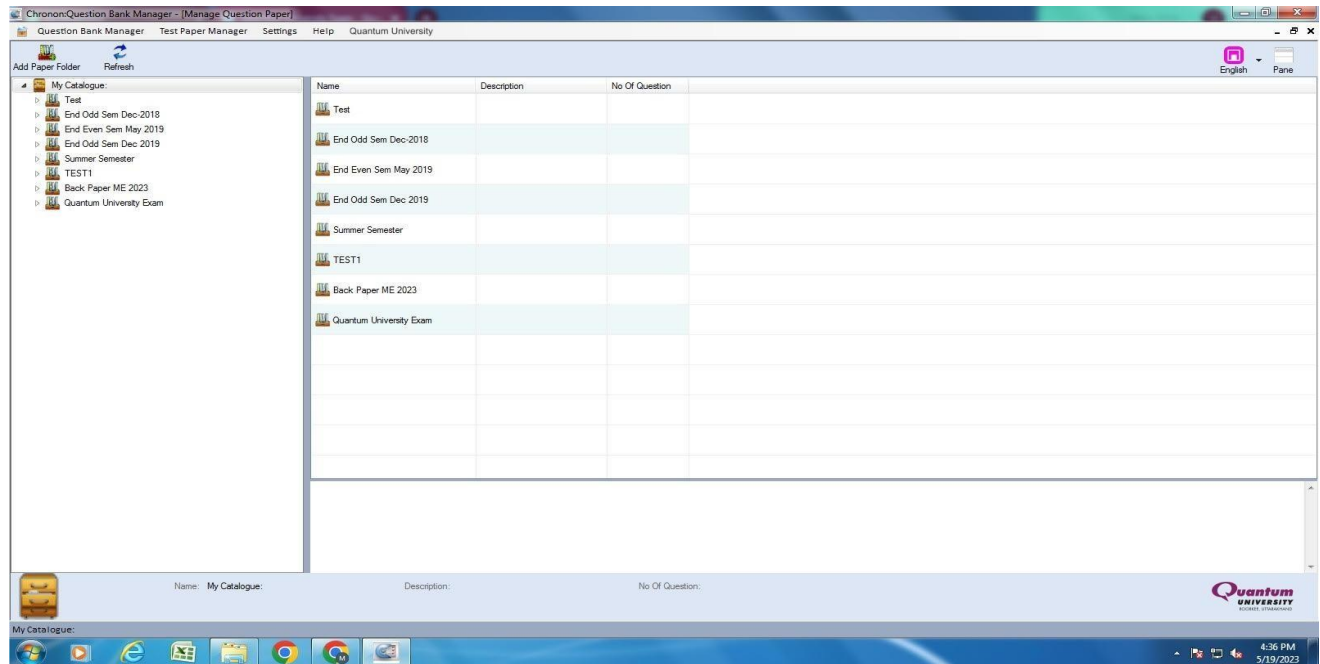 Chronon:Question Bank Manager - [Manage Question Paper]
Question Bank Manager Test Paper Manager Settings Help Quantum University
Add Paper Folder Refresh English Pane
My Catalogue:
Test
End Odd Sem Dec-2018
End Even Sem May 2019
End Odd Sem Dec 2019
Summer Semester
TEST1
Back Paper ME 2023
Quantum University Exam
Name Description No Of Question
Test
End Odd Sem Dec-2018
End Even Sem May 2019
End Odd Sem Dec 2019
Summer Semester
TEST1
Back Paper ME 2023
Quantum University Exam
Name: My Catalogue: Description: No Of Question:
Quantum
UNIVERSITY
ROORKEE, UTTARAKHAND
My Catalogue:
4:36 PM
5/19/2023